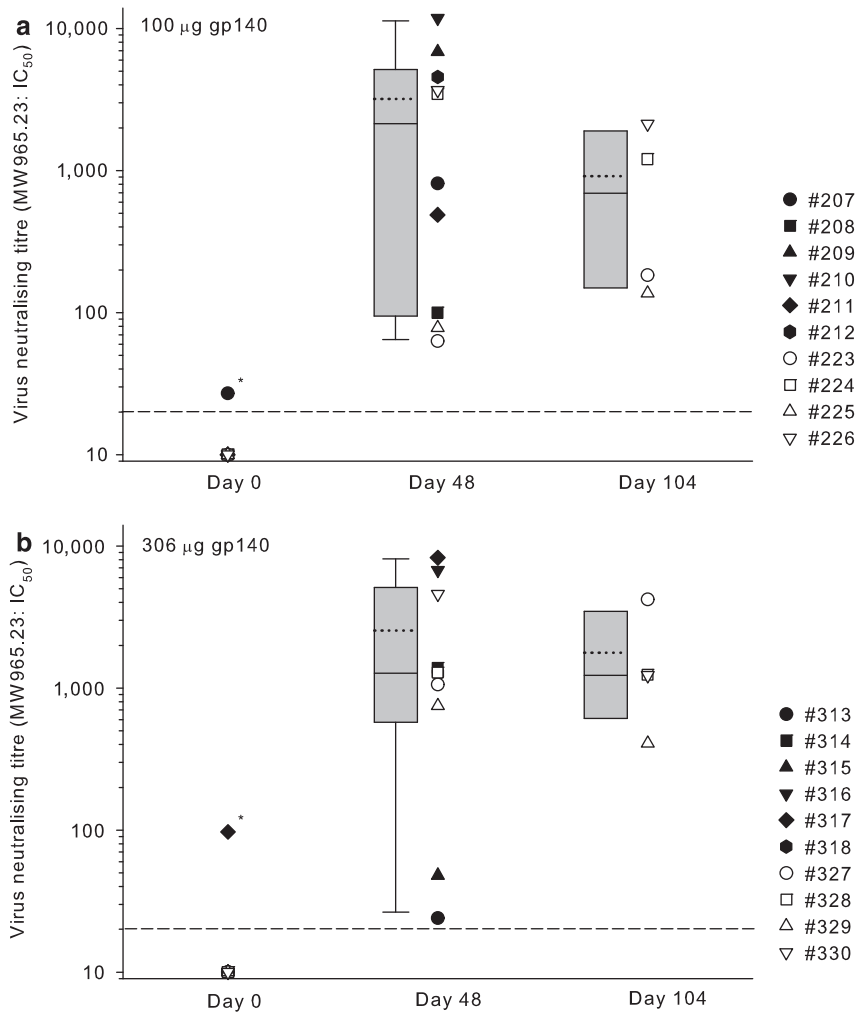 a
100 µg gp140
Virus neutralising titre (MW965.23: IC50)
10,000
1,000
100
10
*
Day 0
Day 48
Day 104
#207
#208
#209
#210
#211
#212
#223
#224
#225
#226
b
306 µg gp140
Virus neutralising titre (MW965.23: IC50)
10,000
1,000
100
10
*
Day 0
Day 48
Day 104
#313
#314
#315
#316
#317
#318
#327
#328
#329
#330